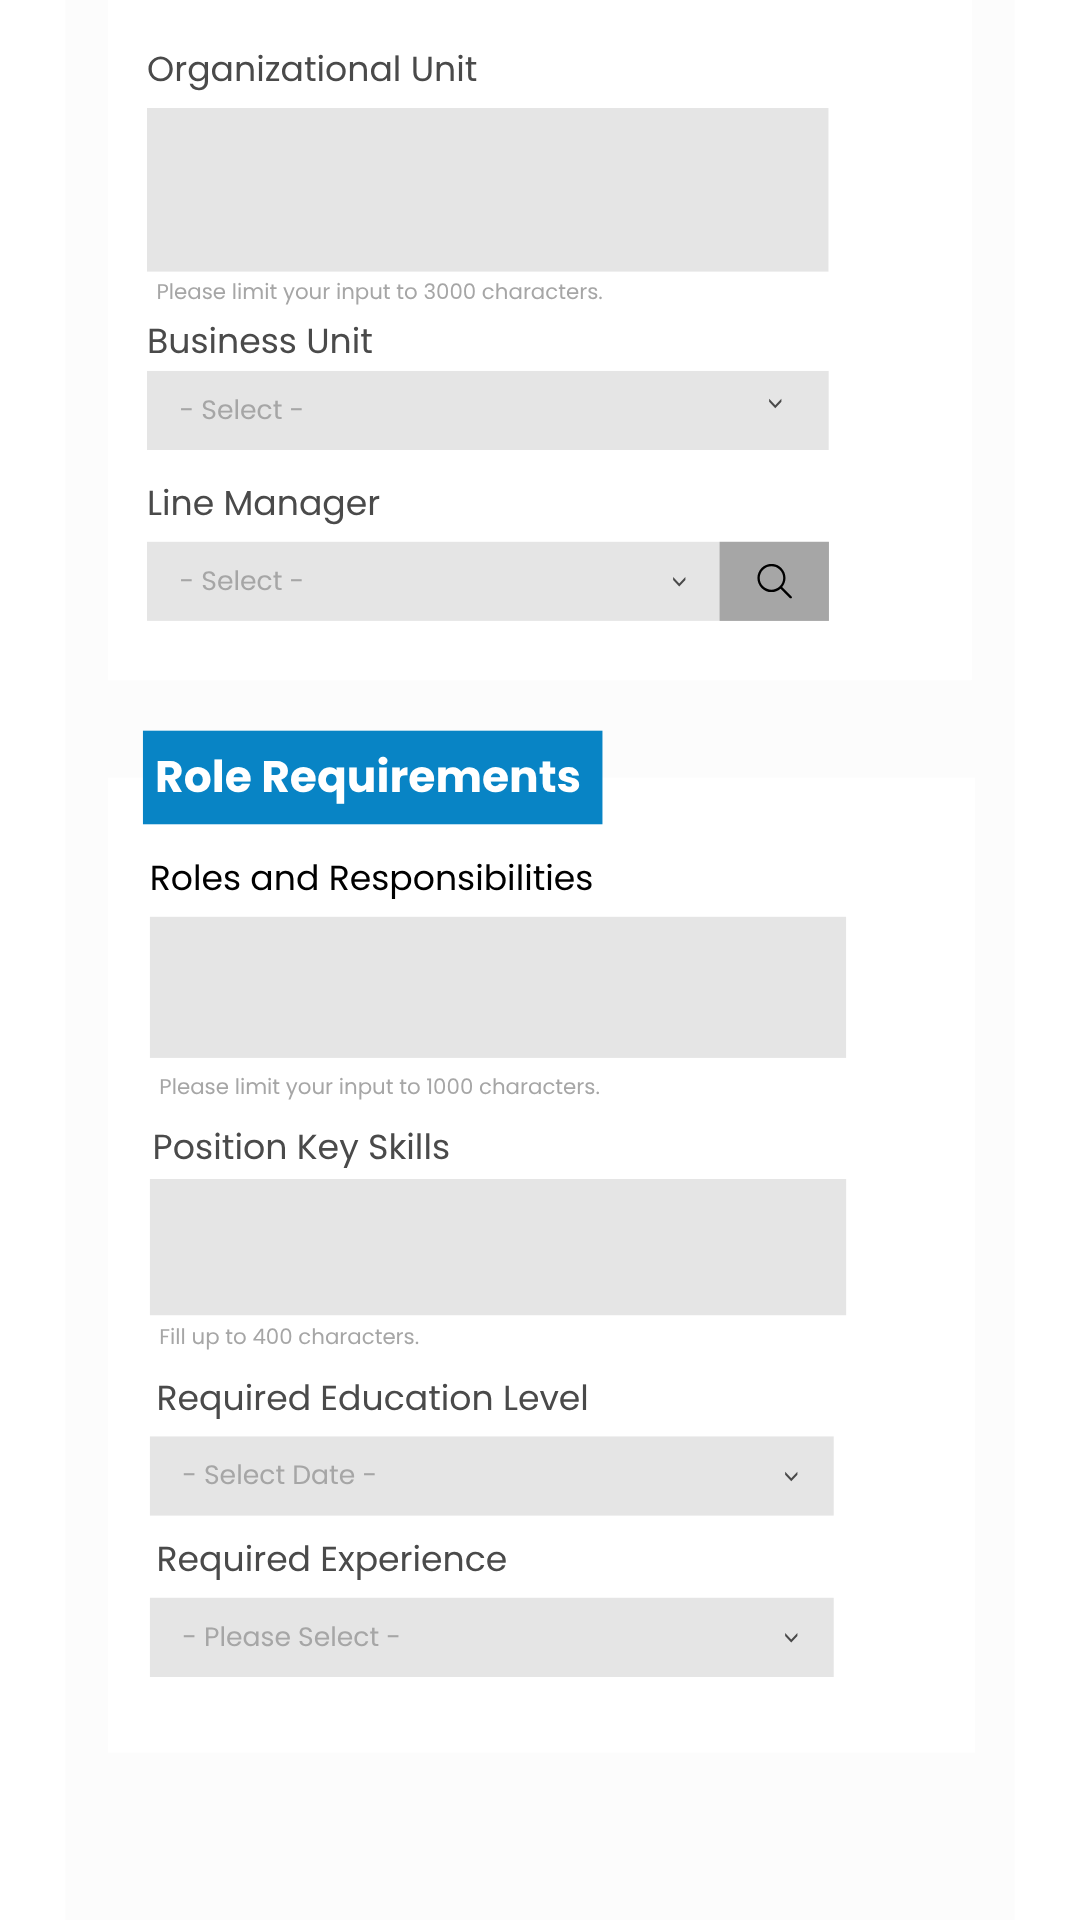 Organizational Unit
Please limit your input to 3000 characters.
Business Unit
- Select -
Line Manager
- Select -
Role Requirements
Roles and Responsibilities
Please limit your input to 1000 characters.
Position Key Skills
Fill up to 400 characters.
Required Education Level
- Select Date -
Required Experience
- Please Select -